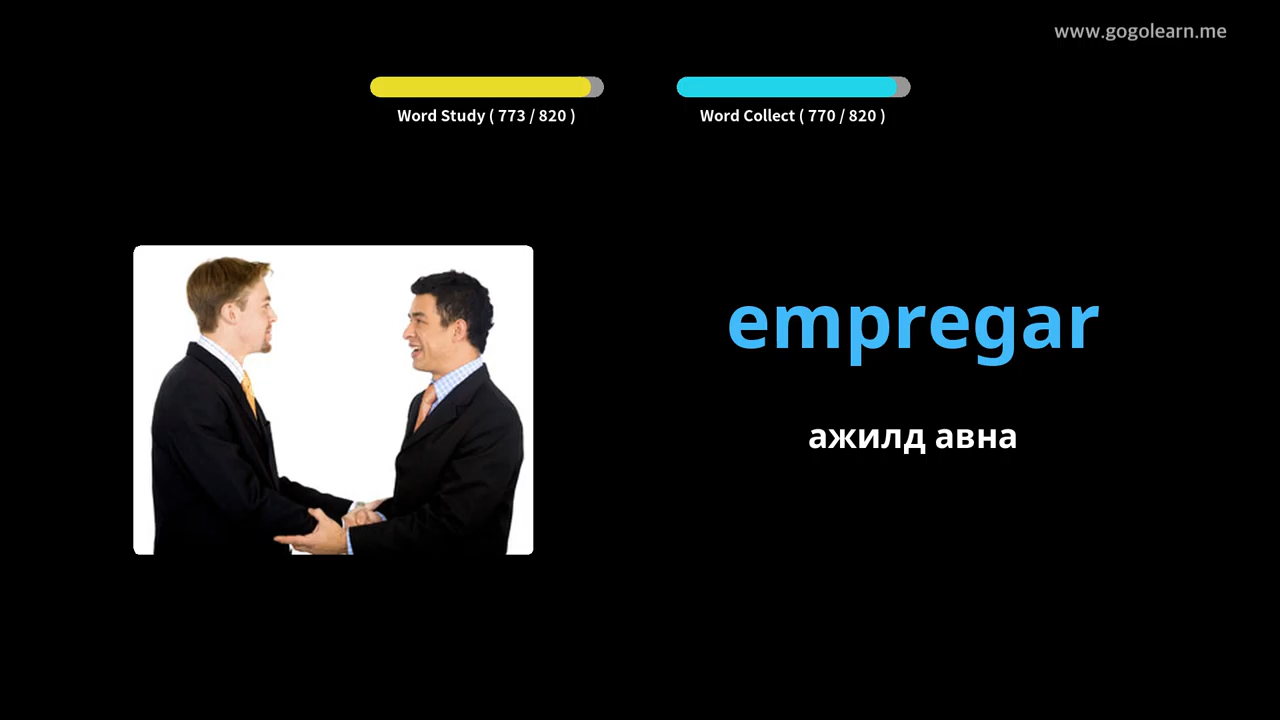 www.gogolearn.me
Word Study ( 773 / 820 )
Word Collect ( 770 / 820 )
empregar
ажилд авна